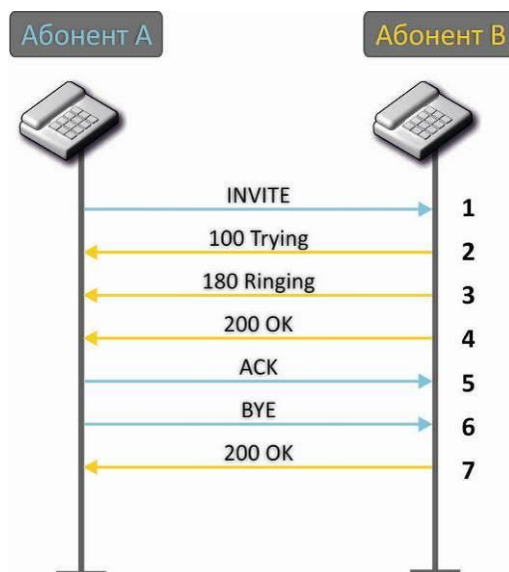 Абонент А
Абонент В
INVITE
1
100 Trying
2
180 Ringing
3
200 OK
4
ACK
5
BYE
6
200 OK
7